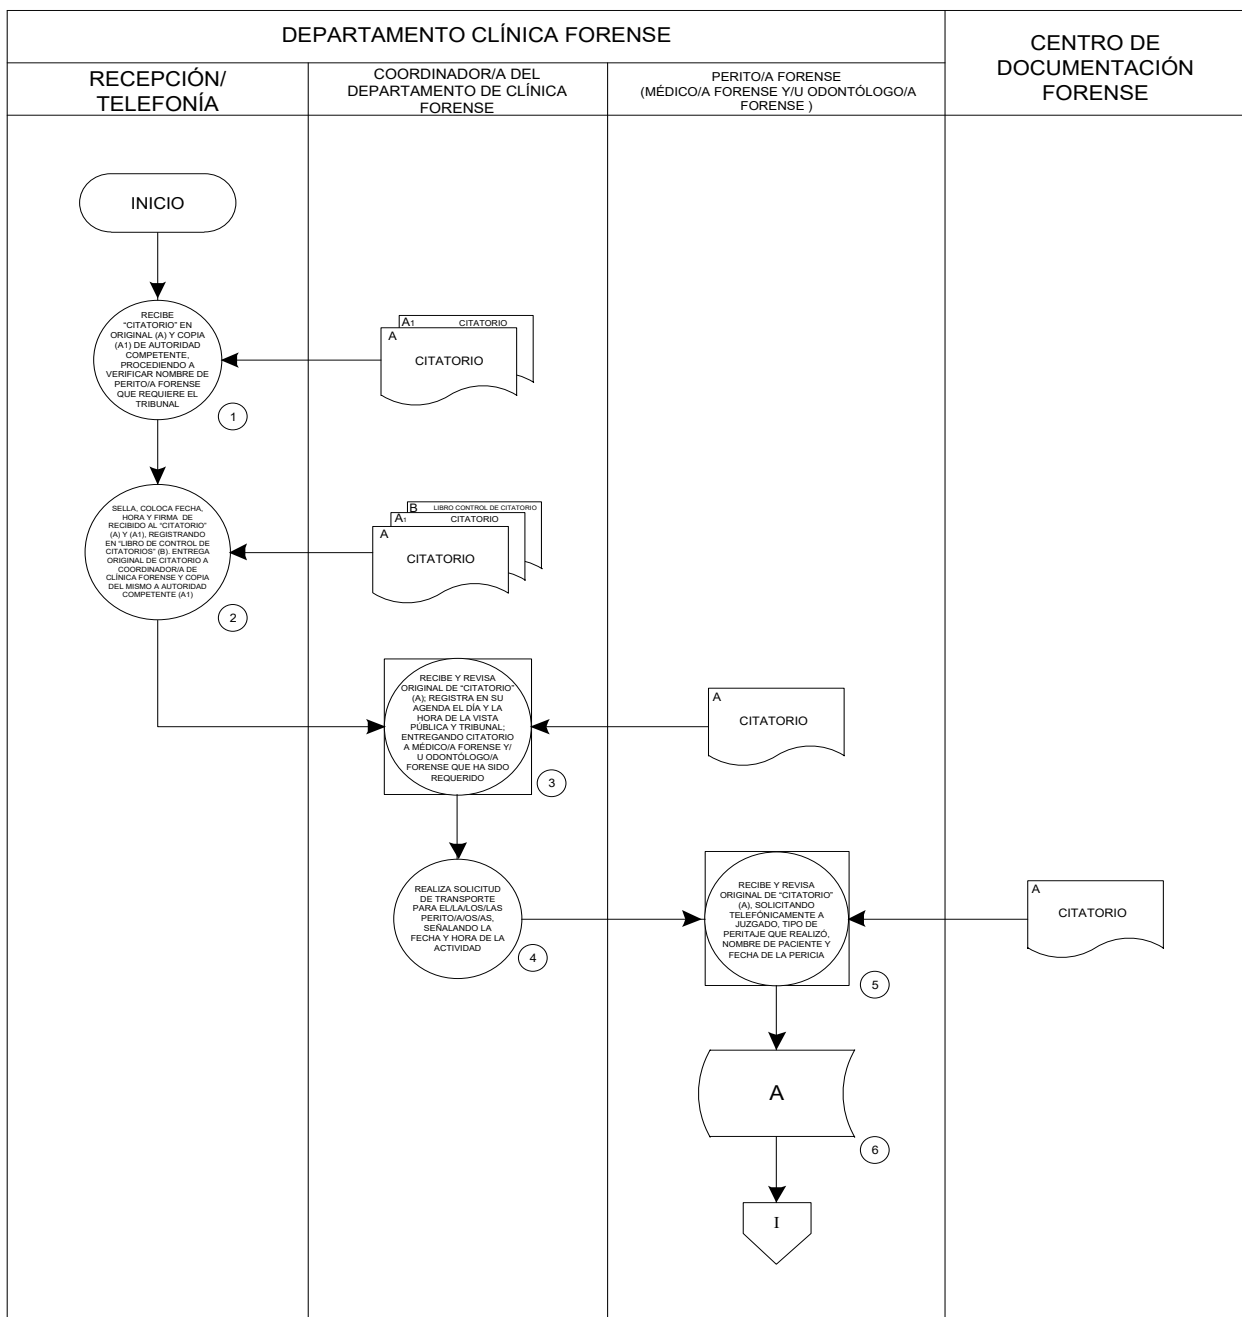 DEPARTAMENTO CLÍNICA FORENSE
CENTRO DE
DOCUMENTACIÓN
FORENSE
RECEPCIÓN/
TELEFONÍA
COORDINADOR/A DEL
DEPARTAMENTO DE CLÍNICA
FORENSE
PERITO/A FORENSE
(MÉDICO/A FORENSE Y/U ODONTÓLOGO/A
FORENSE )
INICIO
RECIBE
“CITATORIO” EN
ORIGINAL (A) Y COPIA
(A1) DE AUTORIDAD
COMPETENTE,
PROCEDIENDO A
VERIFICAR NOMBRE DE
PERITO/A FORENSE
QUE REQUIERE EL
TRIBUNAL
1
A1 CITATORIO
A
CITATORIO
SELLA, COLOCA FECHA,
HORA Y FIRMA DE
RECIBIDO AL “CITATORIO”
(A) Y (A1), REGISTRANDO
EN “LIBRO DE CONTROL DE
CITATORIOS” (B). ENTREGA
ORIGINAL DE CITATORIO A
COORDINADOR/A DE
CLÍNICA FORENSE Y COPIA
DEL MISMO A AUTORIDAD
COMPETENTE (A1)
2
B LIBRO CONTROL DE CITATORIO
A1 CITATORIO
A
CITATORIO
RECIBE Y REVISA
ORIGINAL DE “CITATORIO”
(A); REGISTRA EN SU
AGENDA EL DÍA Y LA
HORA DE LA VISTA
PÚBLICA Y TRIBUNAL;
ENTREGANDO CITATORIO
A MÉDICO/A FORENSE Y/
U ODONTÓLOGO/A
FORENSE QUE HA SIDO
REQUERIDO
3
A
CITATORIO
REALIZA SOLICITUD
DE TRANSPORTE
PARA EL/LA/LOS/LAS
PERITO/A/OS/AS,
SEÑALANDO LA
FECHA Y HORA DE LA
ACTIVIDAD
4
RECIBE Y REVISA
ORIGINAL DE “CITATORIO”
(A), SOLICITANDO
TELEFÓNICAMENTE A
JUZGADO, TIPO DE
PERITAJE QUE REALIZÓ,
NOMBRE DE PACIENTE Y
FECHA DE LA PERICIA
5
A
CITATORIO
A
6
I